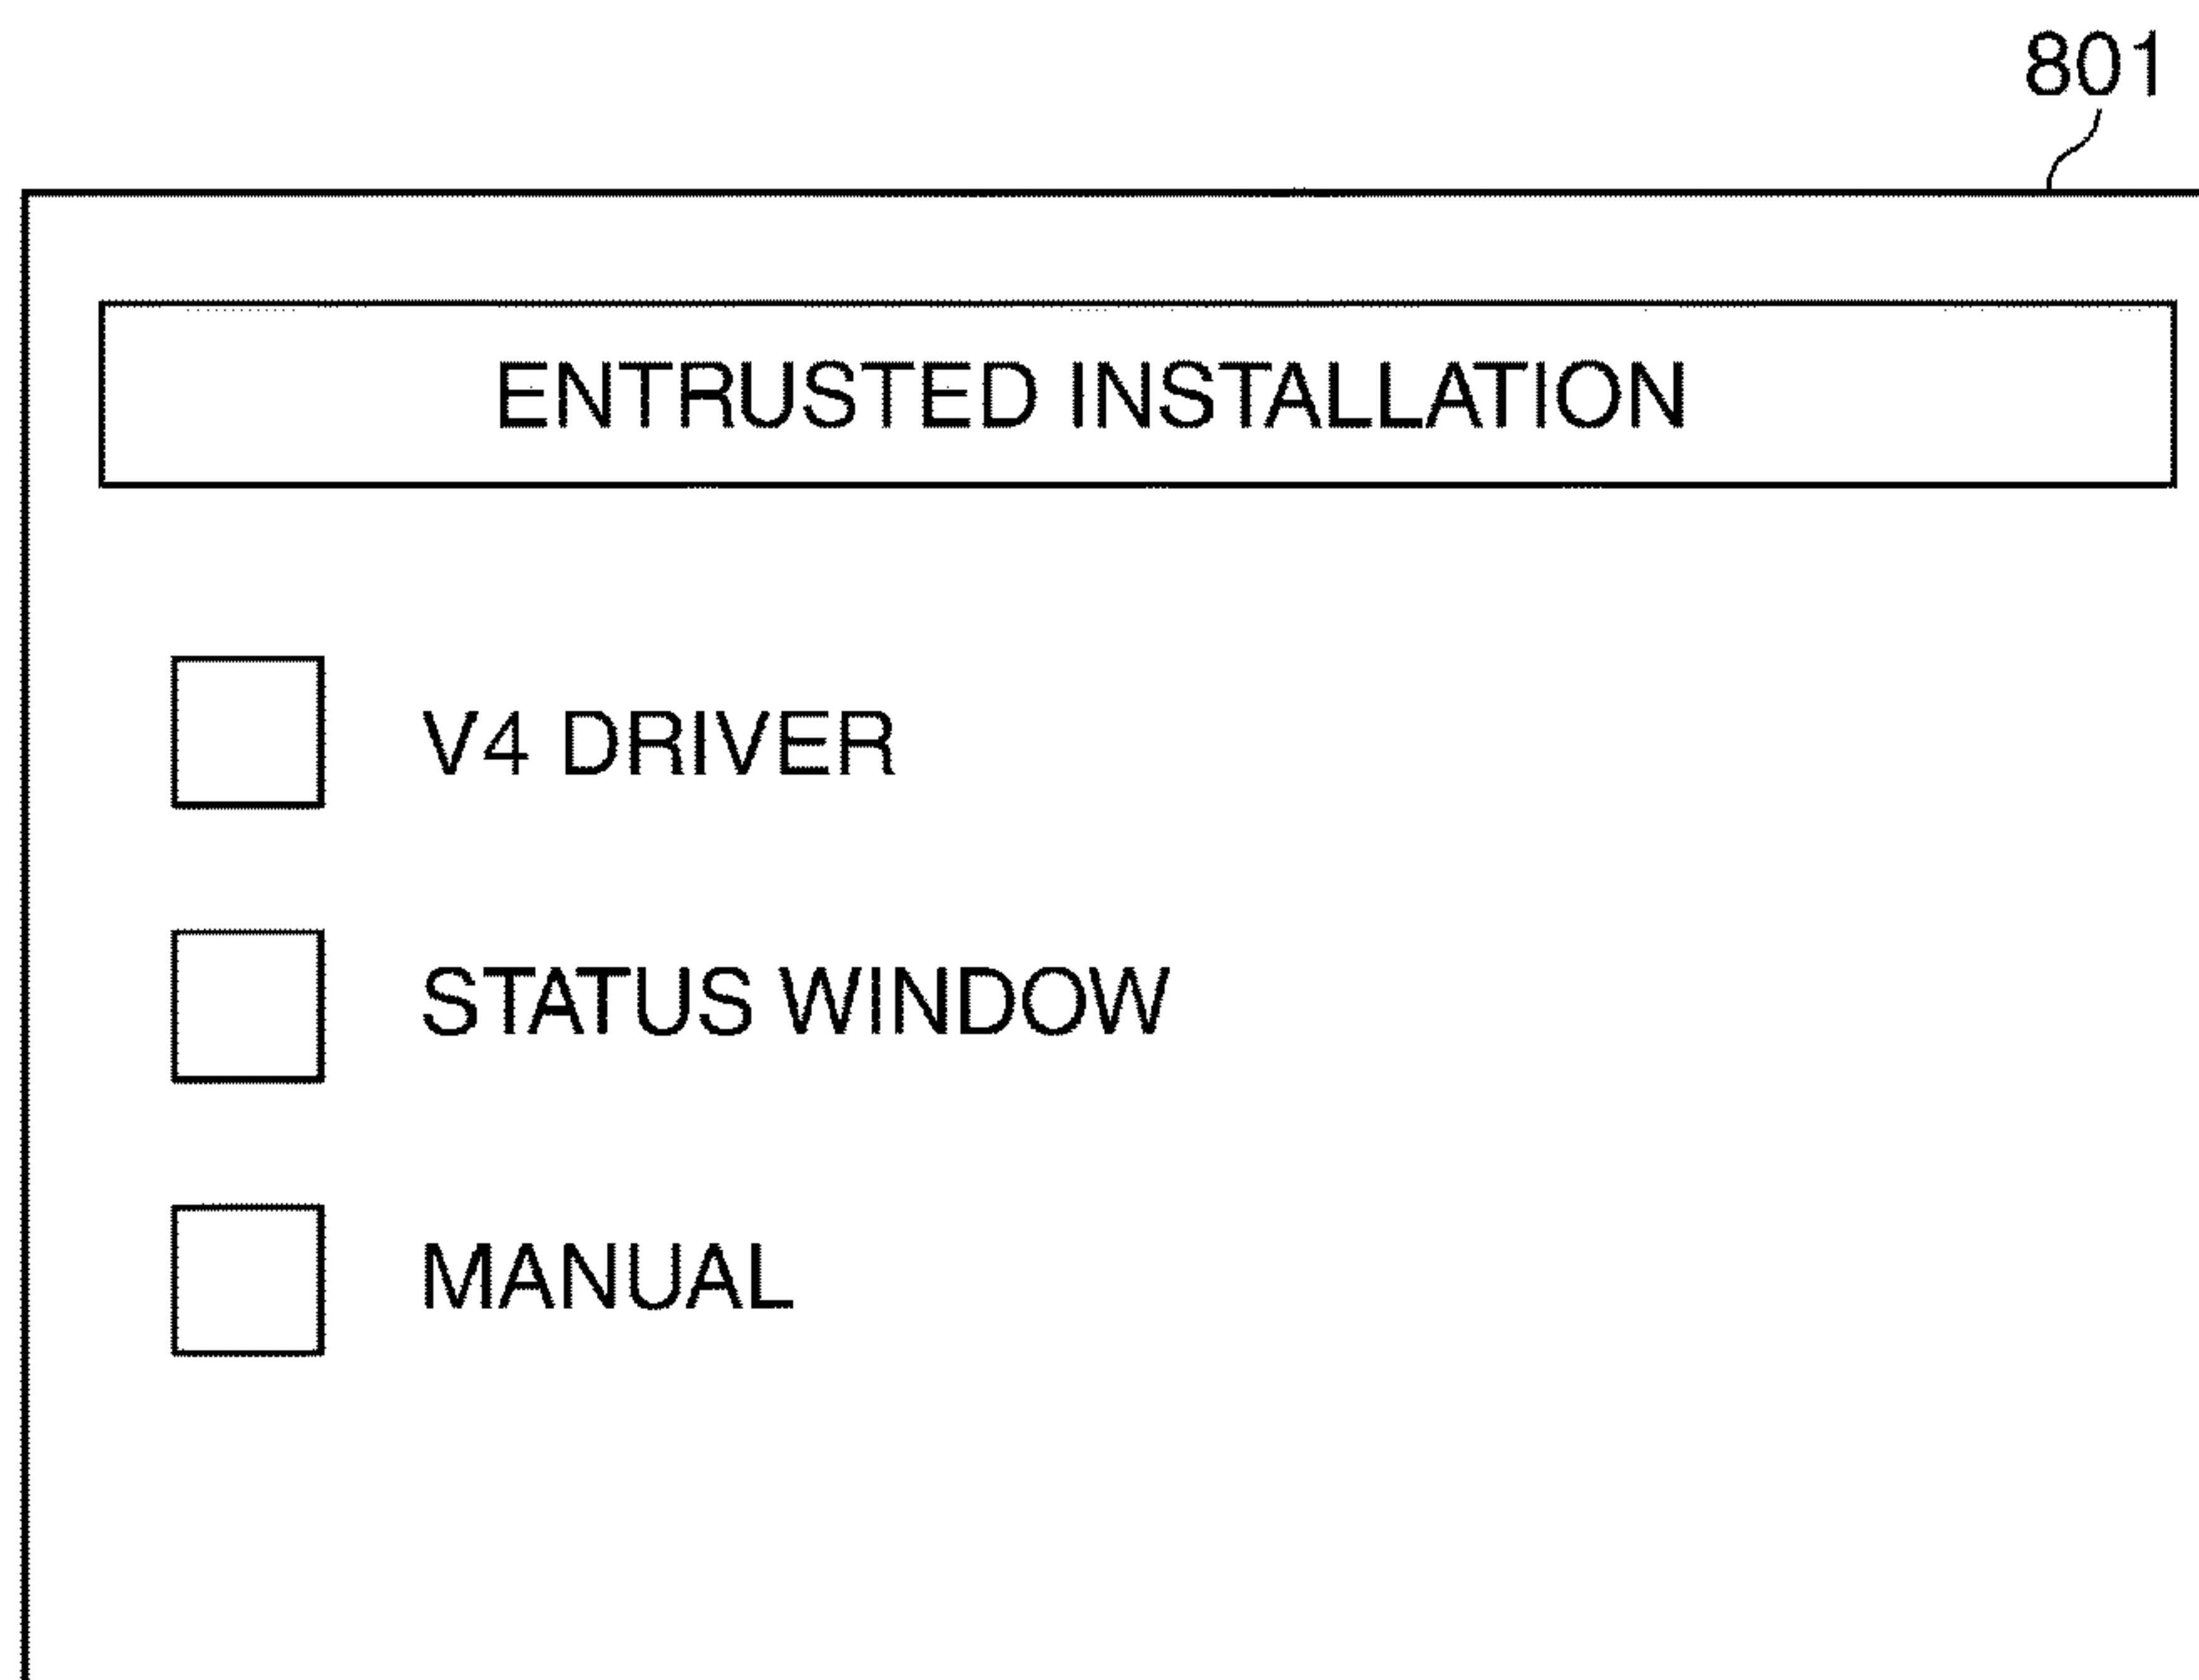 801
ENTRUSTED INSTALLATION
V4 DRIVER
STATUS WINDOW
MANUAL